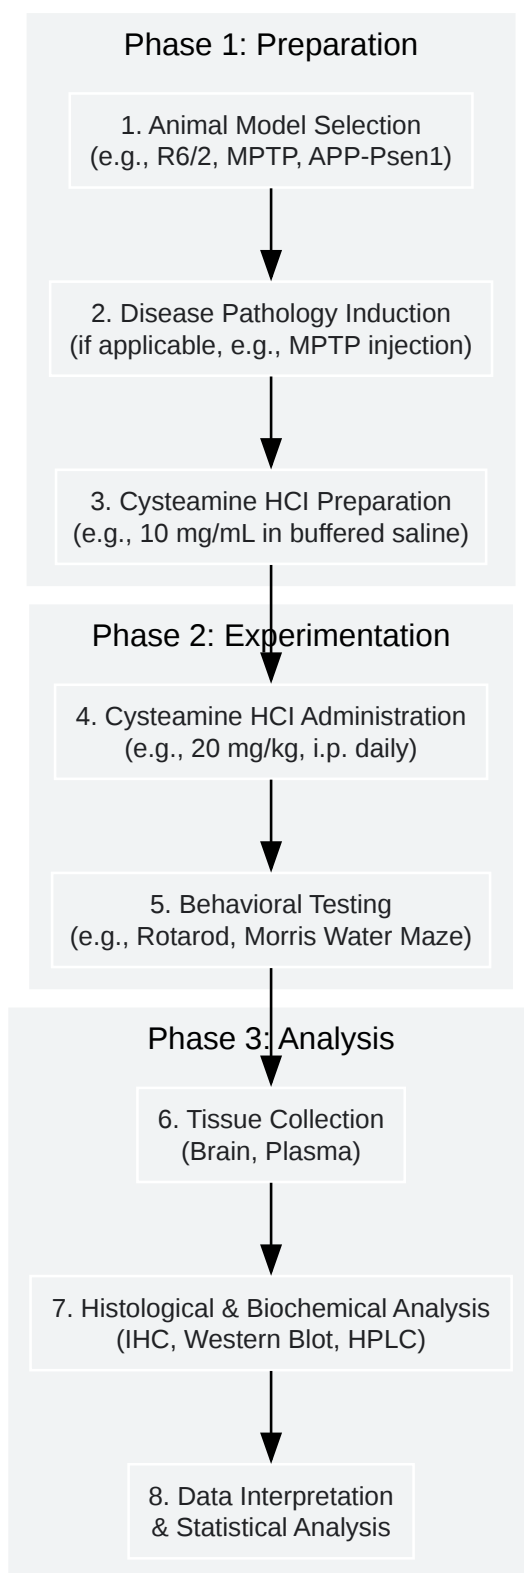 Phase 1: Preparation
1. Animal Model Selection
(e.g., R6/2, MPTP, APP-Psen1)
2. Disease Pathology Induction
(if applicable, e.g., MPTP injection)
3. Cysteamine HCl Preparation
(e.g., 10 mg/mL in buffered saline)
Phase 2: Experimentation
4. Cysteamine HCl Administration
(e.g., 20 mg/kg, i.p. daily)
5. Behavioral Testing
(e.g., Rotarod, Morris Water Maze)
Phase 3: Analysis
6. Tissue Collection
(Brain, Plasma)
7. Histological & Biochemical Analysis
(IHC, Western Blot, HPLC)
8. Data Interpretation
& Statistical Analysis